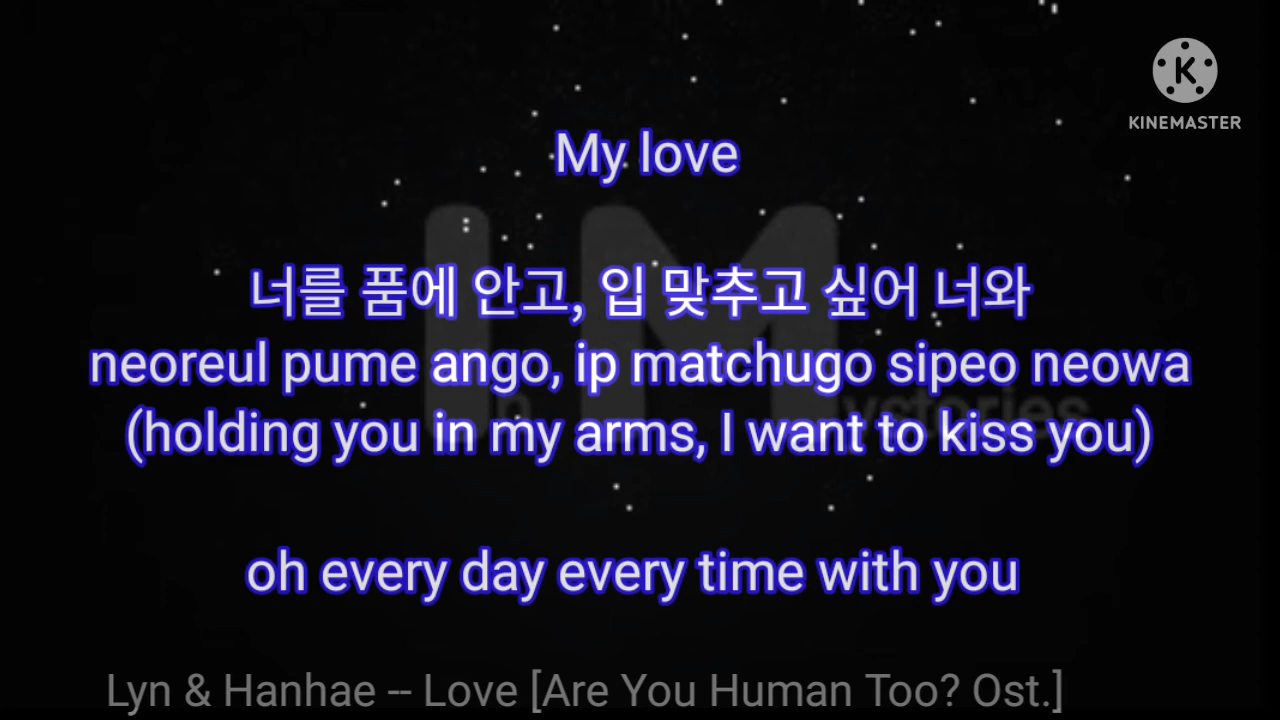 KINEMASTER
My love
너를 품에 안고, 입 맞추고 싶어 너와
neoreul pume ango, ip matchugo sipeo neowa
(holding you in my arms, I want to kiss you)
In Mysteries
oh every day every time with you
Lyn & Hanhae -- Love [Are You Human Too? Ost.]